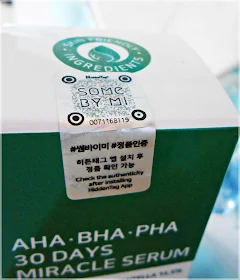 SKIN FRIENDLY
INGREDIENTS
HiddenTag
SOME
BY MI
0071168119
#썸바이미 #정품인증
히든태그 앱 설치 후
정품 확인 가능
Check the authenticity
after installing
HiddenTag App
AHA·BHA·PHA
30 DAYS
MIRACLE SERUM